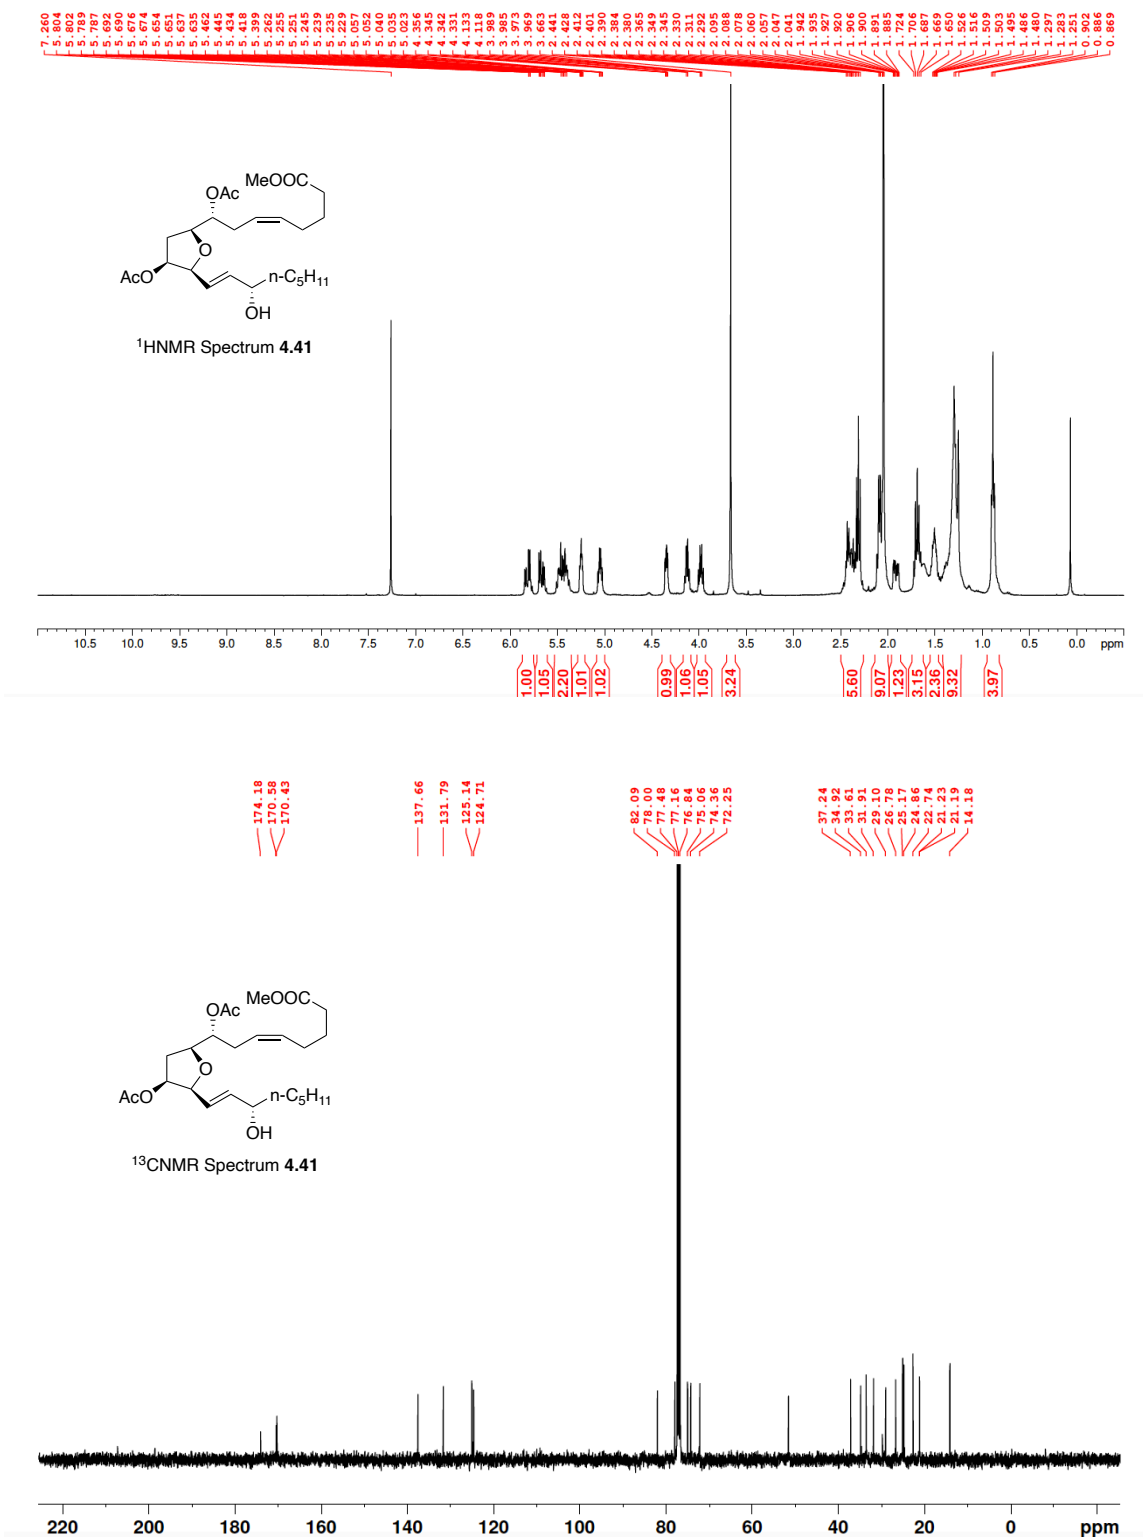 7.260 5.804 5.802 5.789 5.787 5.692 5.690 5.676 5.674 5.654 5.651 5.637 5.635 5.462 5.445 5.434 5.418 5.399 5.262 5.255 5.251 5.245 5.239 5.235 5.229 5.057 5.052 5.040 5.035 5.023 4.356 4.345 4.342 4.331 4.133 4.118 3.989 3.985 3.973 3.969 3.663 2.441 2.428 2.412 2.401 2.390 2.384 2.380 2.365 2.349 2.345 2.330 2.311 2.292 2.095 2.088 2.078 2.060 2.057 2.047 2.041 1.942 1.935 1.927 1.920 1.906 1.900 1.891 1.885 1.724 1.706 1.687 1.669 1.650 1.526 1.516 1.509 1.503 1.495 1.486 1.480 1.297 1.283 1.251 0.902 0.886 0.869
MeOOC
OAc
O
AcO
n-C5H11
OH
1HNMR Spectrum 4.41
10.5 10.0 9.5 9.0 8.5 8.0 7.5 7.0 6.5 6.0 5.5 5.0 4.5 4.0 3.5 3.0 2.5 2.0 1.5 1.0 0.5 0.0 ppm
1.00 1.05 2.20 1.01 1.02 0.99 1.06 1.05 3.24 5.60 9.07 1.23 3.15 2.36 9.32 3.97
174.18 170.58 170.43 137.66 131.79 125.14 124.71 82.09 78.00 77.48 77.16 76.84 75.06 74.36 72.25 37.24 34.92 33.61 31.91 29.10 26.78 25.17 24.86 22.74 21.23 21.19 14.18
MeOOC
OAc
O
AcO
n-C5H11
OH
13CNMR Spectrum 4.41
220 200 180 160 140 120 100 80 60 40 20 0 ppm